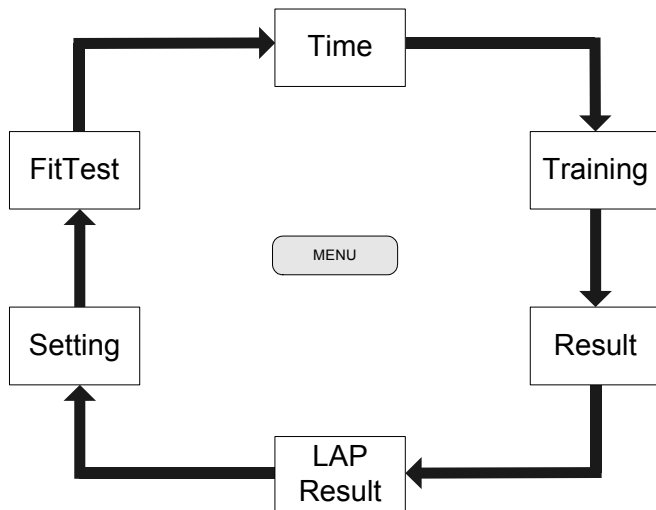 Time
FitTest
Training
MENU
Setting
Result
LAP
Result